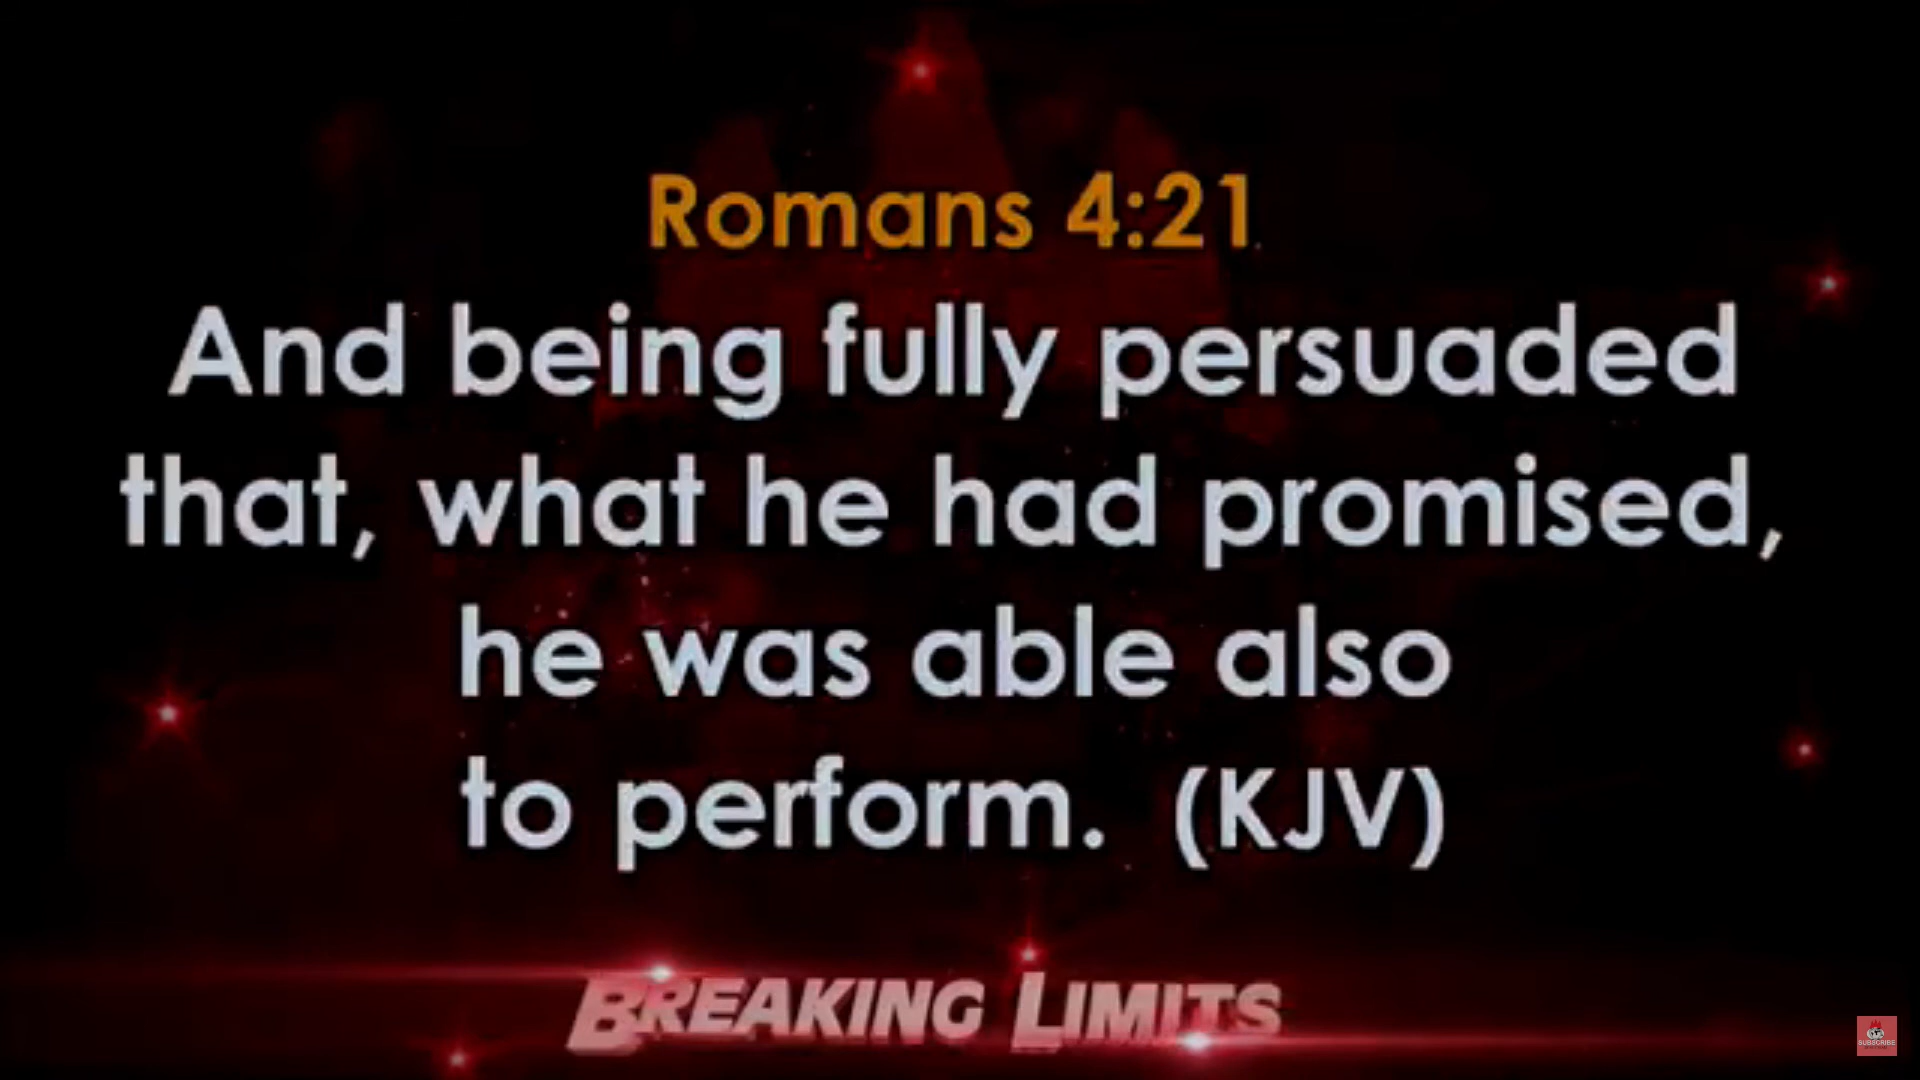 Romans 4:21
And being fully persuaded
that, what he had promised,
he was able also
to perform. (KJV)
BREAKING LIMITS
SUBSCRIBE